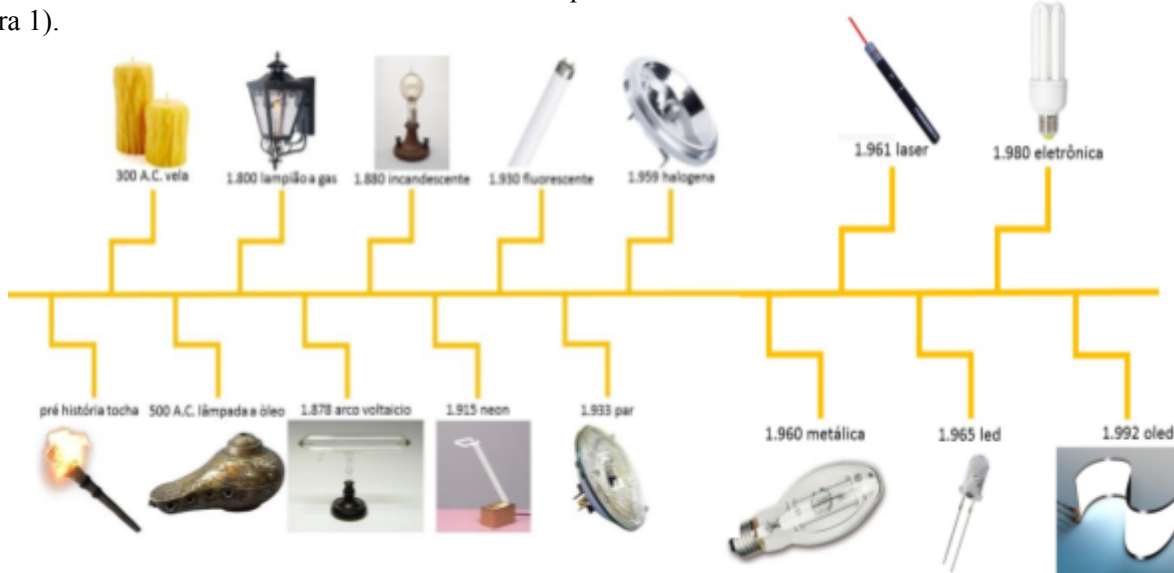 ra 1).
300 A.C. vela
1.800 lampião a gas
1.880 incandescente
1.930 fluorescente
1.959 halogena
1.961 laser
1.980 eletrônica
pré história tocha
500 A.C. lâmpada a òleo
1.878 arco voltaicio
1.915 neon
1.933 par
1.960 metálica
1.965 led
1.992 oled